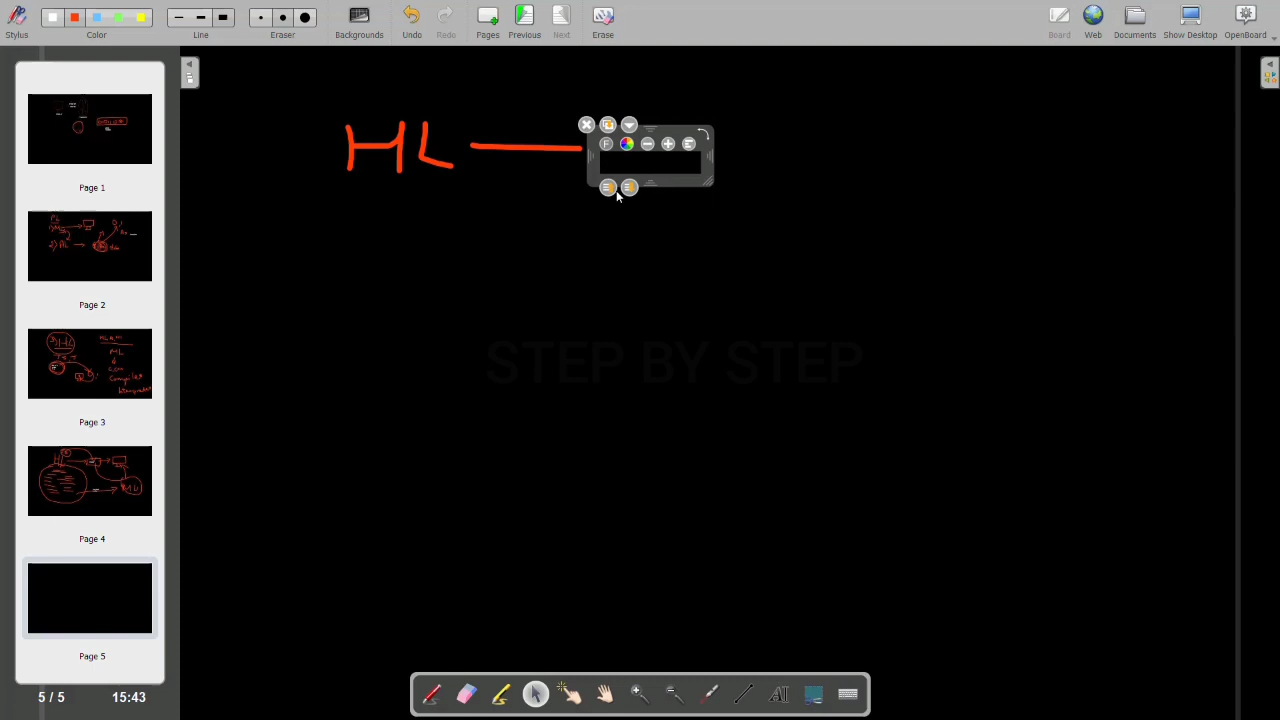 Stylus
Color
Line
Eraser
Backgrounds
Undo
Redo
Pages
Previous
Next
Erase
Board
Web
Documents
Show Desktop
OpenBoard
Page 1
Page 2
Page 3
Page 4
Page 5
5 / 5
15:43
HL
F
STEP BY STEP
AI